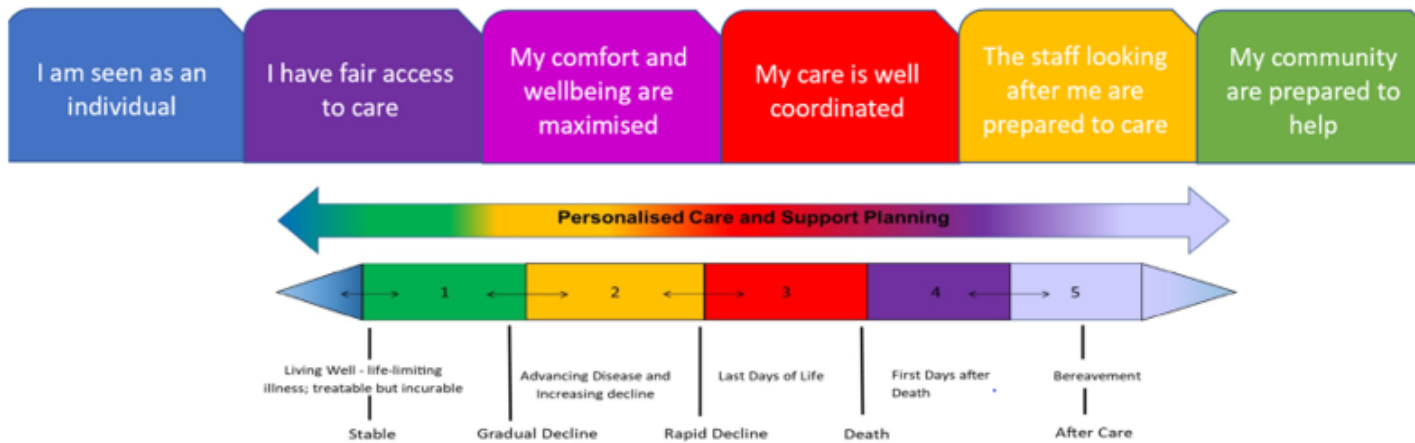 I am seen as an
individual
I have fair access
to care
My comfort and
wellbeing are
maximised
My care is well
coordinated
The staff looking
after me are
prepared to care
My community
are prepared to
help
Personalised Care and Support Planning
1
2
3
4
5
Living Well - life-limiting
illness; treatable but incurable
Advancing Disease and
Increasing decline
Last Days of Life
First Days after
Death
Bereavement
Stable
Gradual Decline
Rapid Decline
Death
After Care